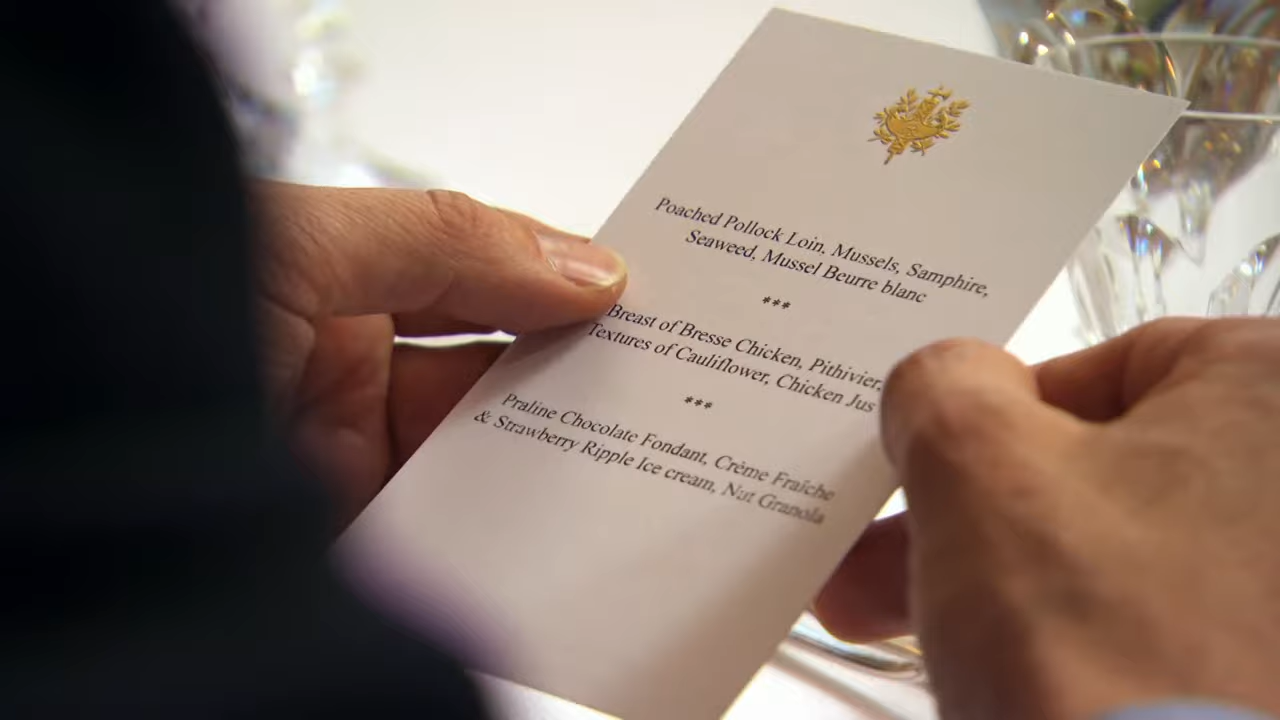 Poached Pollock Loin, Mussels, Samphire,
Seaweed, Mussel Beurre blanc
***
Breast of Bresse Chicken, Pithivier,
Textures of Cauliflower, Chicken Jus
***
Praline Chocolate Fondant, Crème Fraîche
& Strawberry Ripple Ice cream, Nut Granola